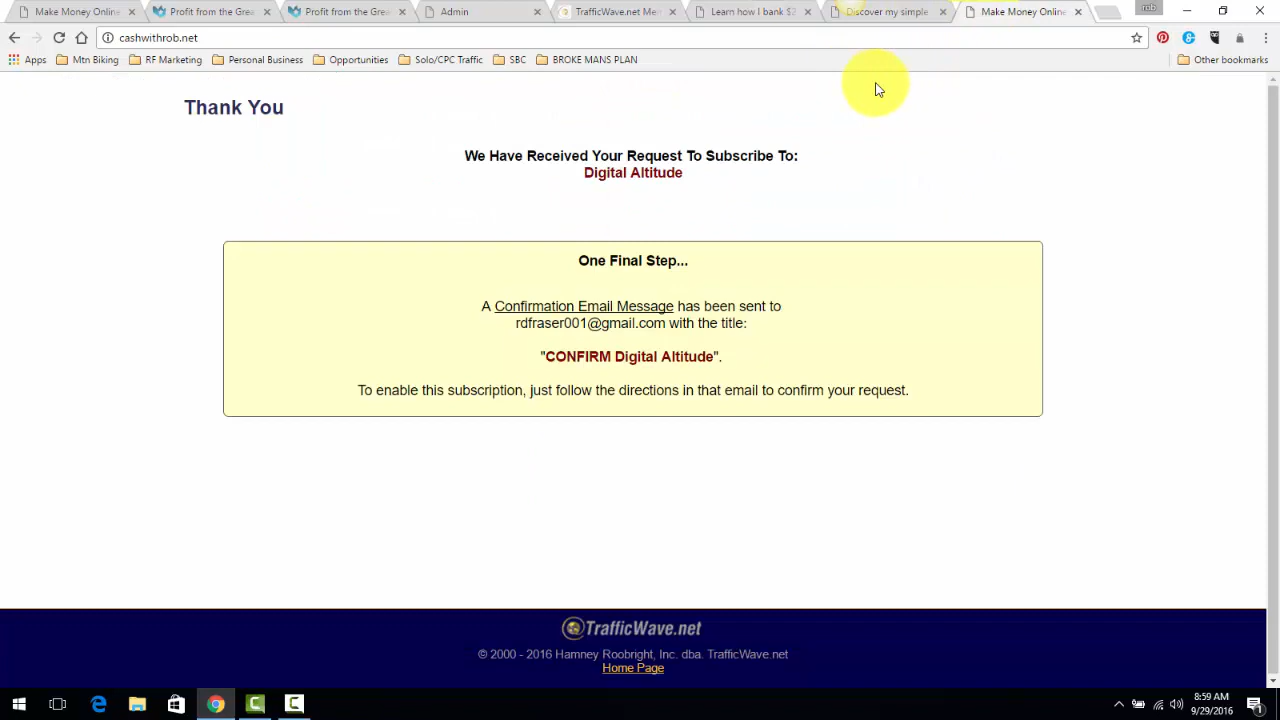 Make Money Online
Profit from the Grea
Profit from the Grea
Admin
TrafficWave.net Mem
Learn how I bank $2
Discover my simple
Make Money Online
Rob
cashwithrob.net
Apps
Mtn Biking
RF Marketing
Personal Business
Opportunities
Solo/CPC Traffic
SBC
BROKE MANS PLAN
Other bookmarks
Thank You
We Have Received Your Request To Subscribe To:
Digital Altitude
One Final Step...
A Confirmation Email Message has been sent to
rdfraser001@gmail.com with the title:
"CONFIRM Digital Altitude".
To enable this subscription, just follow the directions in that email to confirm your request.
TrafficWave.net
© 2000 - 2016 Hamney Roobright, Inc. dba. TrafficWave.net
Home Page
8:59 AM
9/29/2016